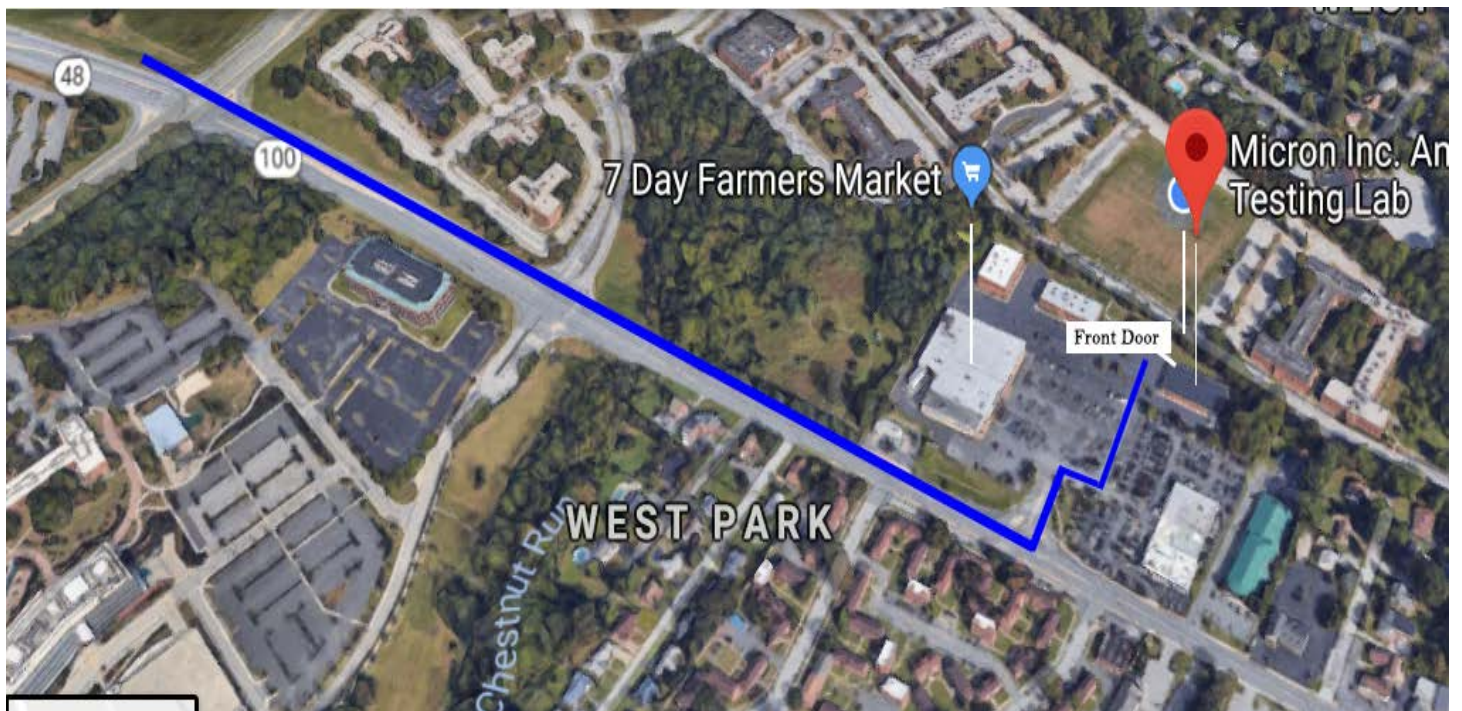 48
100
7 Day Farmers Market
Micron Inc. An
Testing Lab
Front Door
WEST PARK
Chestnut Run